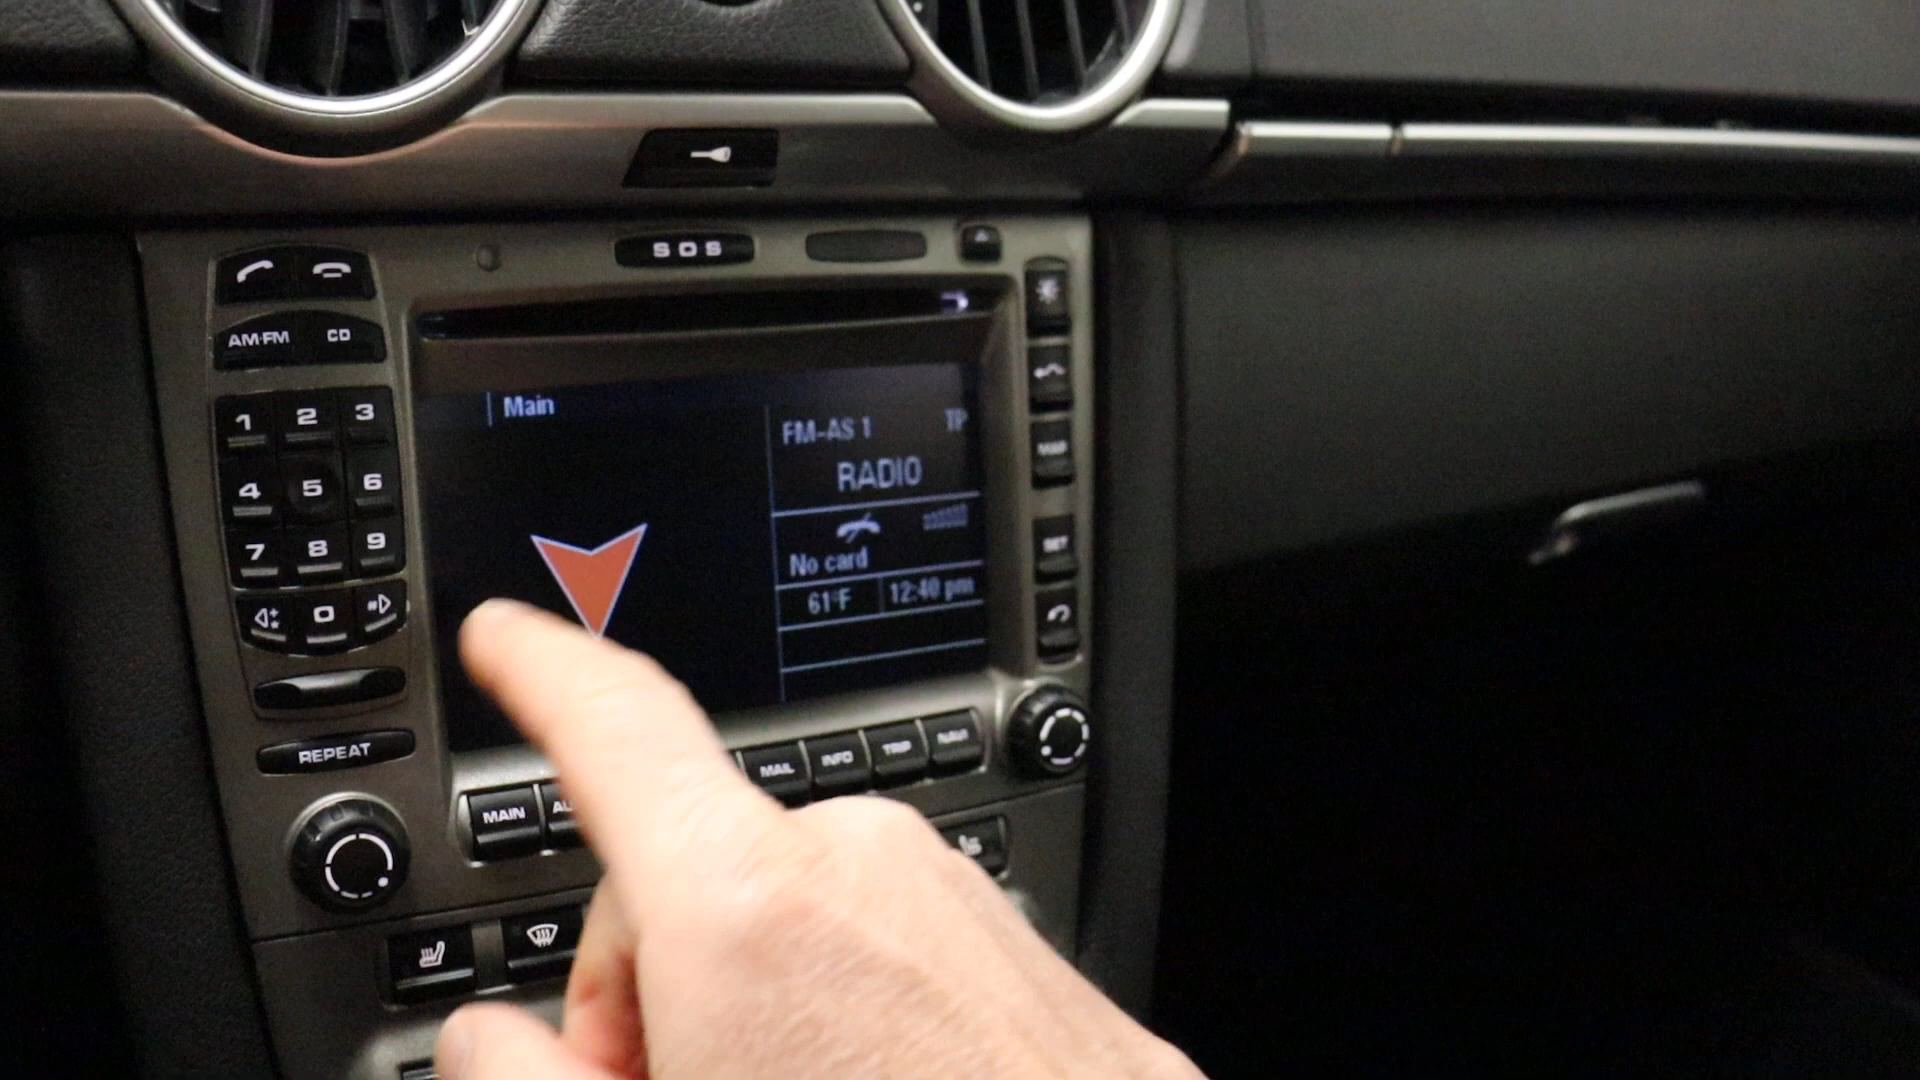 SOS
AM·FM CD
1 2 3
4 5 6
7 8 9
0
REPEAT
Main
FM-AS 1 TP
RADIO
No card
61°F 12:40 pm
MAP
SET
MAIN
MAIL INFO TRIP NAVI